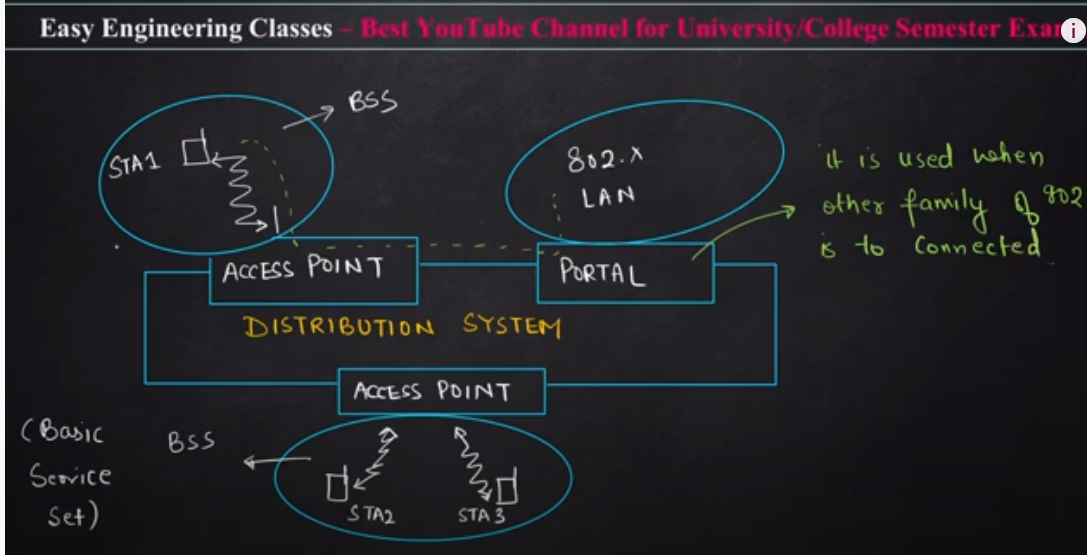 Easy Engineering Classes – Best YouTube Channel for University/College Semester Exa
i
BSS
STA1
802.x
LAN
it is used when
other family of 802
is to connected
ACCESS POINT
PORTAL
DISTRIBUTION SYSTEM
ACCESS POINT
(Basic
Service
Set)
BSS
STA2
STA3